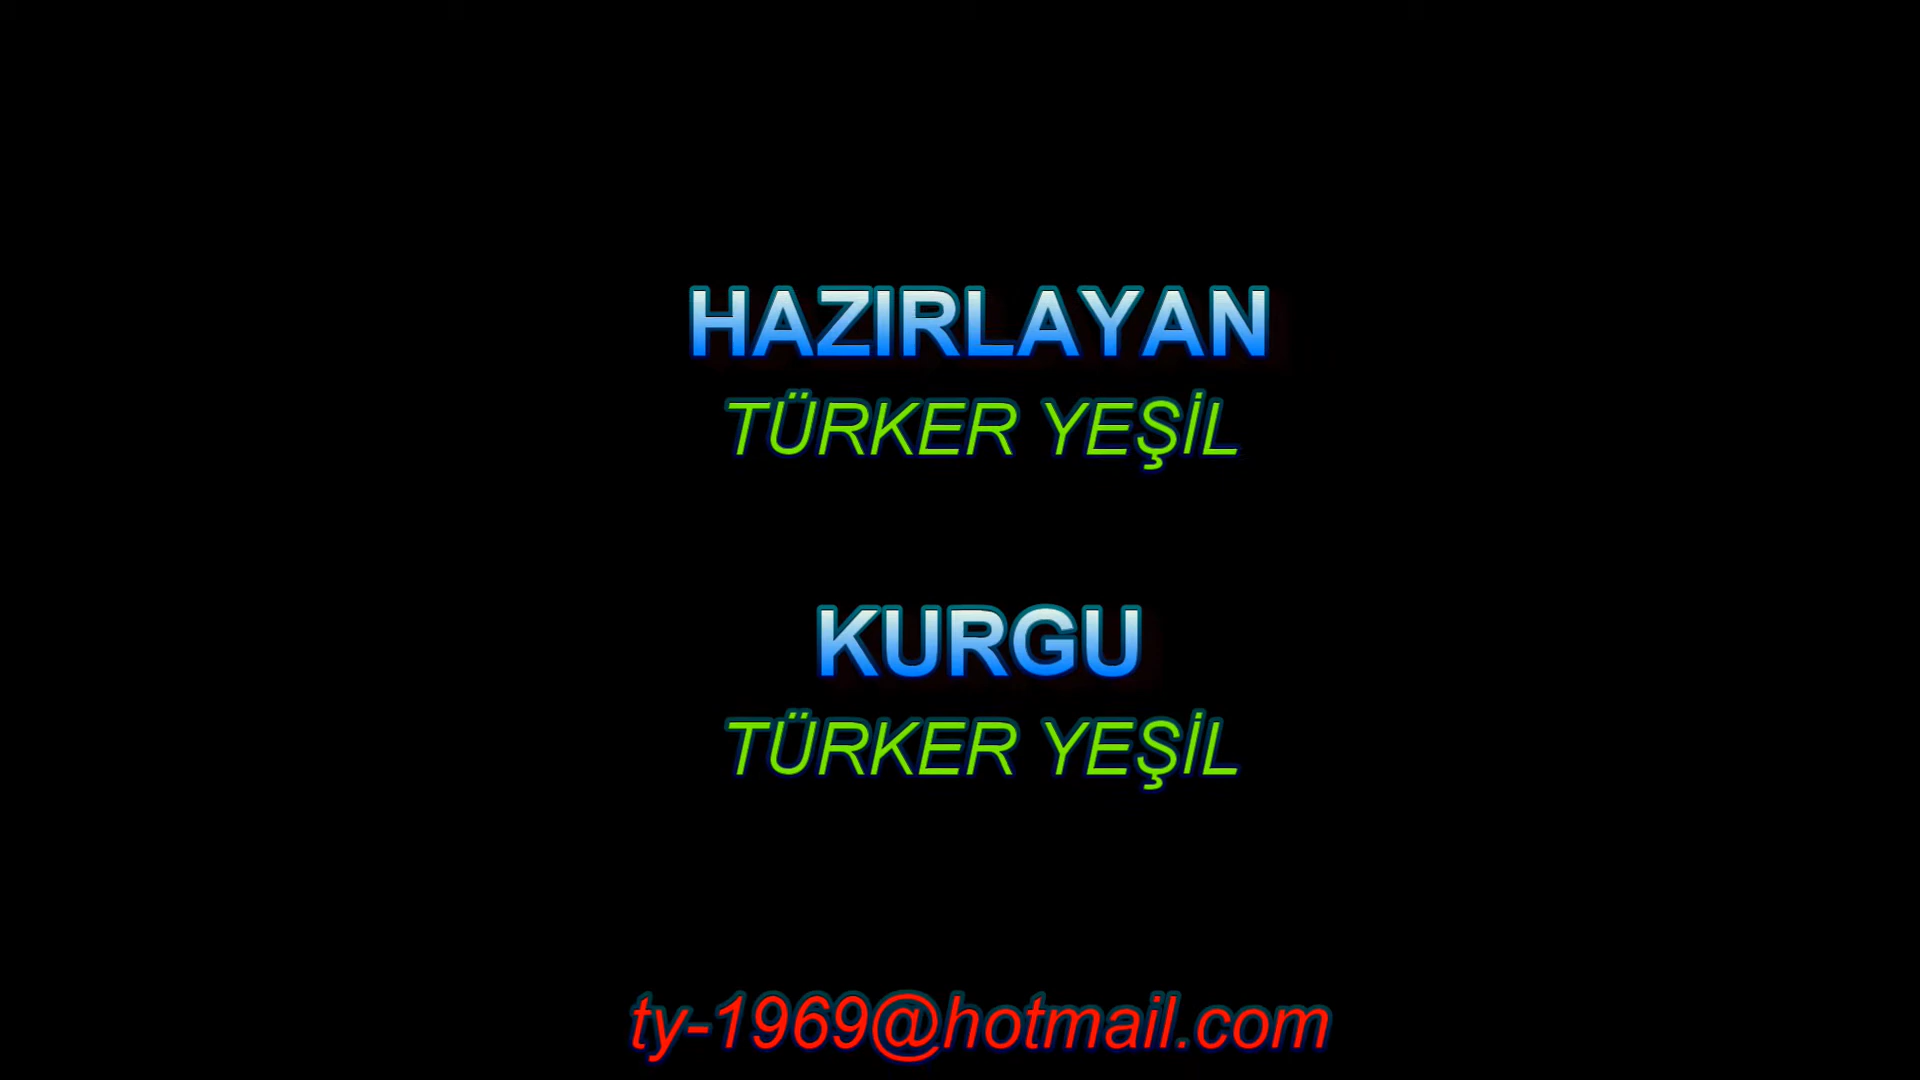 HAZIRLAYAN
TÜRKER YEŞİL
KURGU
TÜRKER YEŞİL
ty-1969@hotmail.com